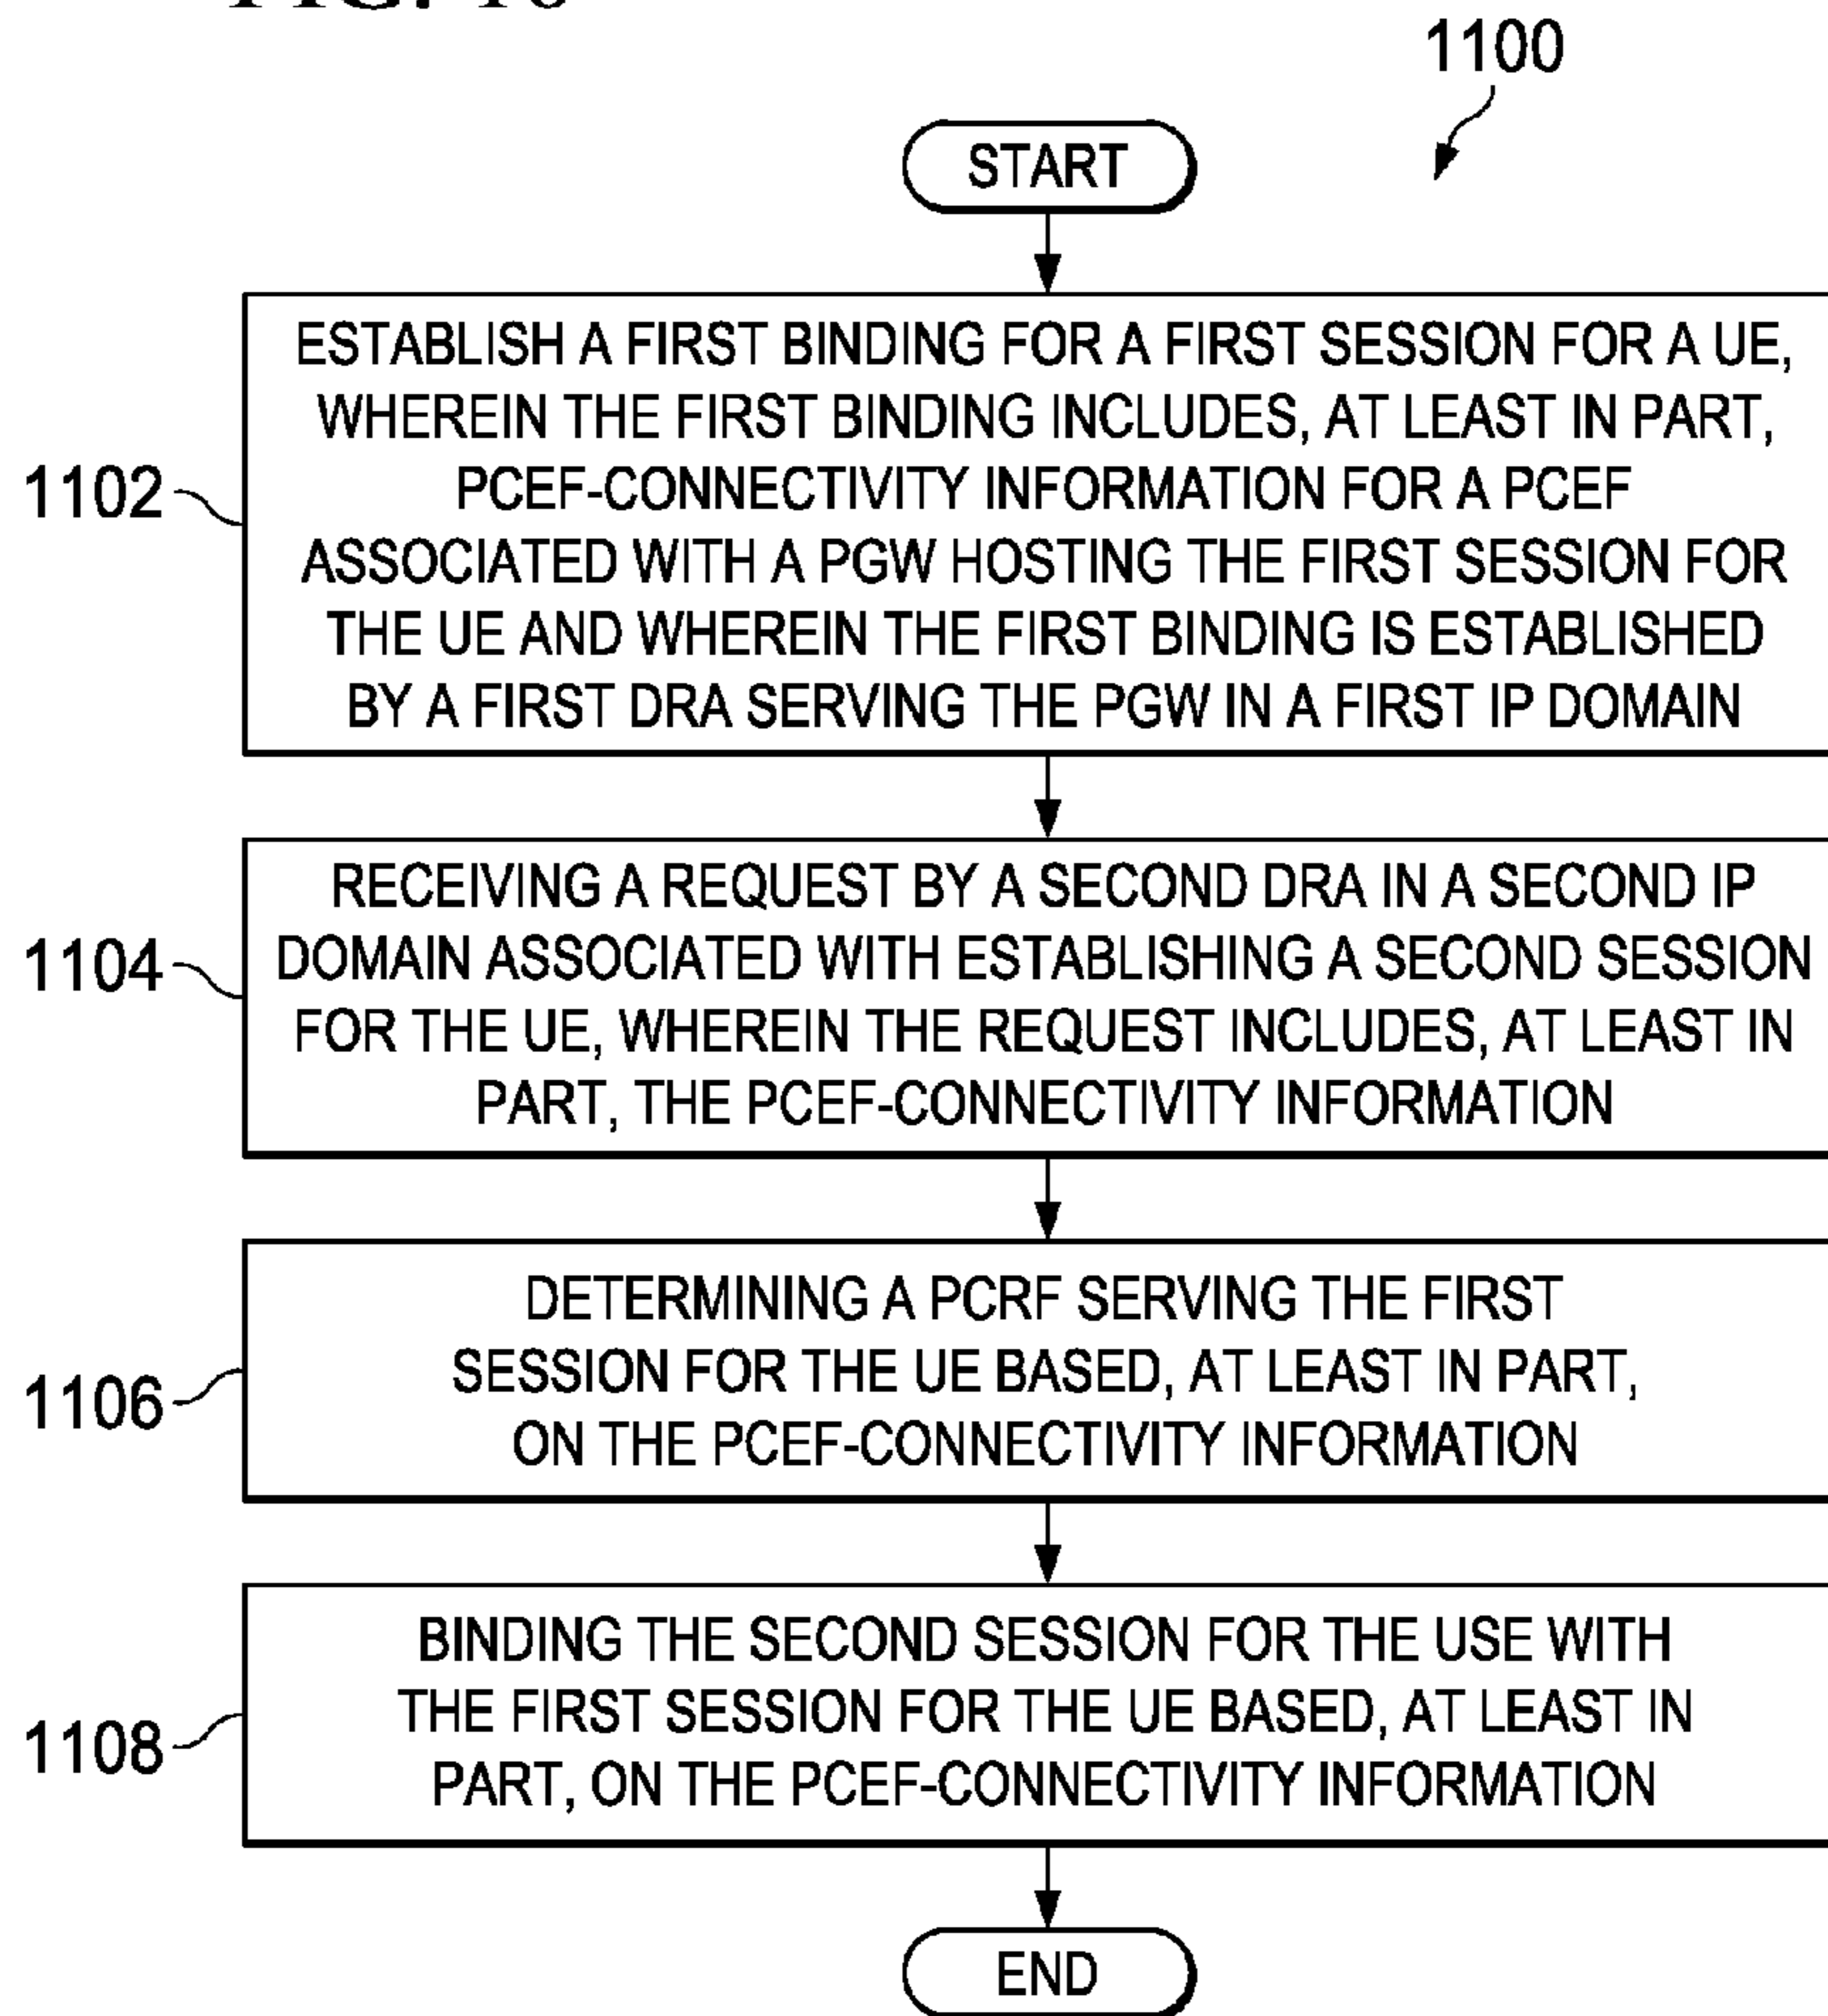 1100
START
ESTABLISH A FIRST BINDING FOR A FIRST SESSION FOR A UE,
WHEREIN THE FIRST BINDING INCLUDES, AT LEAST IN PART,
1102
PCEF-CONNECTIVITY INFORMATION FOR A PCEF
ASSOCIATED WITH A PGW HOSTING THE FIRST SESSION FOR
THE UE AND WHEREIN THE FIRST BINDING IS ESTABLISHED
BY A FIRST DRA SERVING THE PGW IN A FIRST IP DOMAIN
RECEIVING A REQUEST BY A SECOND DRA IN A SECOND IP
1104
DOMAIN ASSOCIATED WITH ESTABLISHING A SECOND SESSION
FOR THE UE, WHEREIN THE REQUEST INCLUDES, AT LEAST IN
PART, THE PCEF-CONNECTIVITY INFORMATION
DETERMINING A PCRF SERVING THE FIRST
SESSION FOR THE UE BASED, AT LEAST IN PART,
1106
ON THE PCEF-CONNECTIVITY INFORMATION
BINDING THE SECOND SESSION FOR THE USE WITH
THE FIRST SESSION FOR THE UE BASED, AT LEAST IN
1108
PART, ON THE PCEF-CONNECTIVITY INFORMATION
END